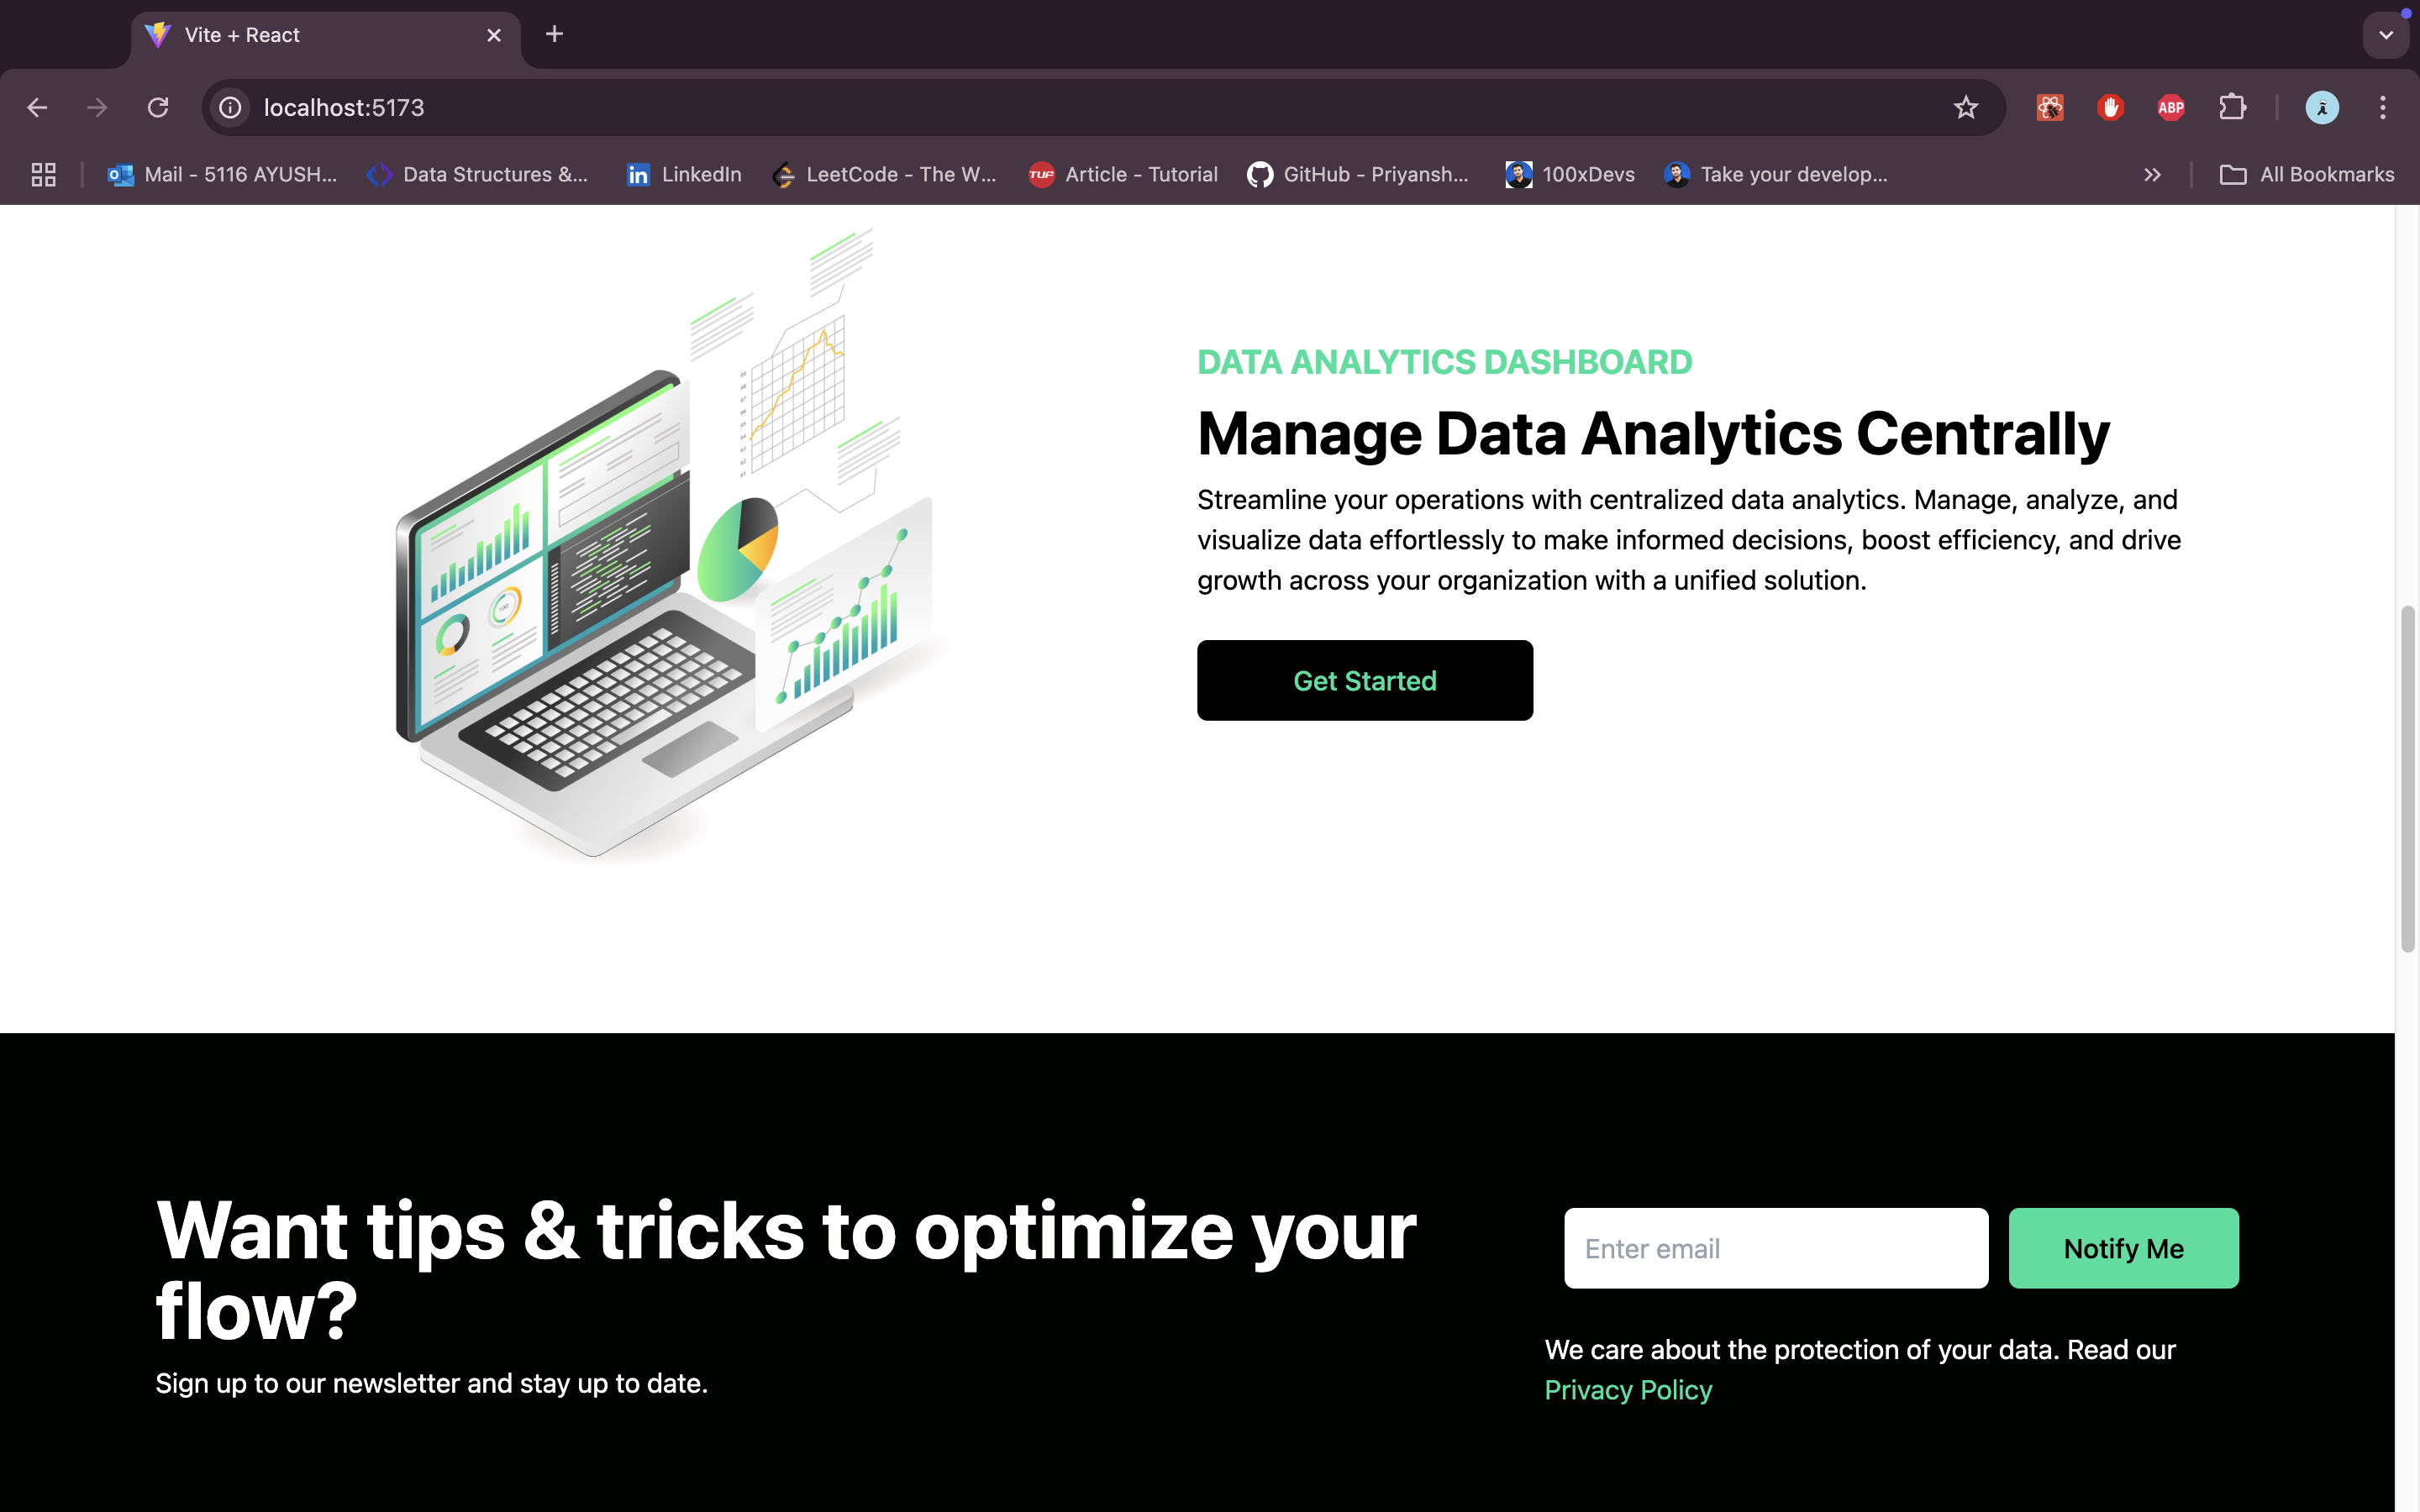 Vite + React
localhost:5173
Mail - 5116 AYUSH...
Data Structures &...
LinkedIn
LeetCode - The W...
TUF
Article - Tutorial
GitHub - Priyansh...
100xDevs
Take your develop...
All Bookmarks
ABP
DATA ANALYTICS DASHBOARD
Manage Data Analytics Centrally
Streamline your operations with centralized data analytics. Manage, analyze, and
visualize data effortlessly to make informed decisions, boost efficiency, and drive
growth across your organization with a unified solution.
Get Started
100
Want tips & tricks to optimize your
flow?
Sign up to our newsletter and stay up to date.
Enter email
Notify Me
We care about the protection of your data. Read our
Privacy Policy